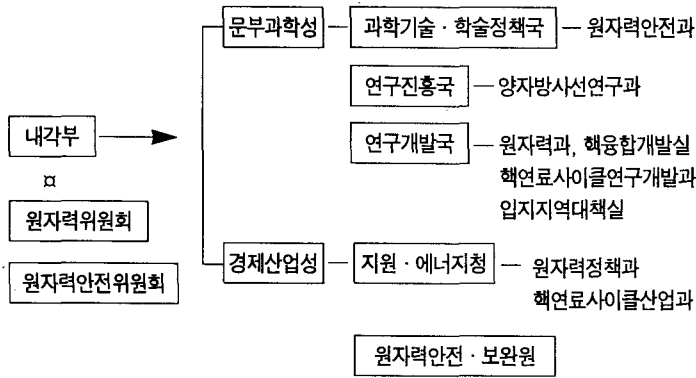 문부과학성
과학기술 · 학술정책국
원자력안전과
연구진흥국
양자방사선연구과
내각부
연구개발국
원자력과, 핵융합개발실
핵연료사이클연구개발과
입지지역대책실
¤
원자력위원회
원자력안전위원회
경제산업성
지원 · 에너지청
원자력정책과
핵연료사이클산업과
원자력안전 · 보완원